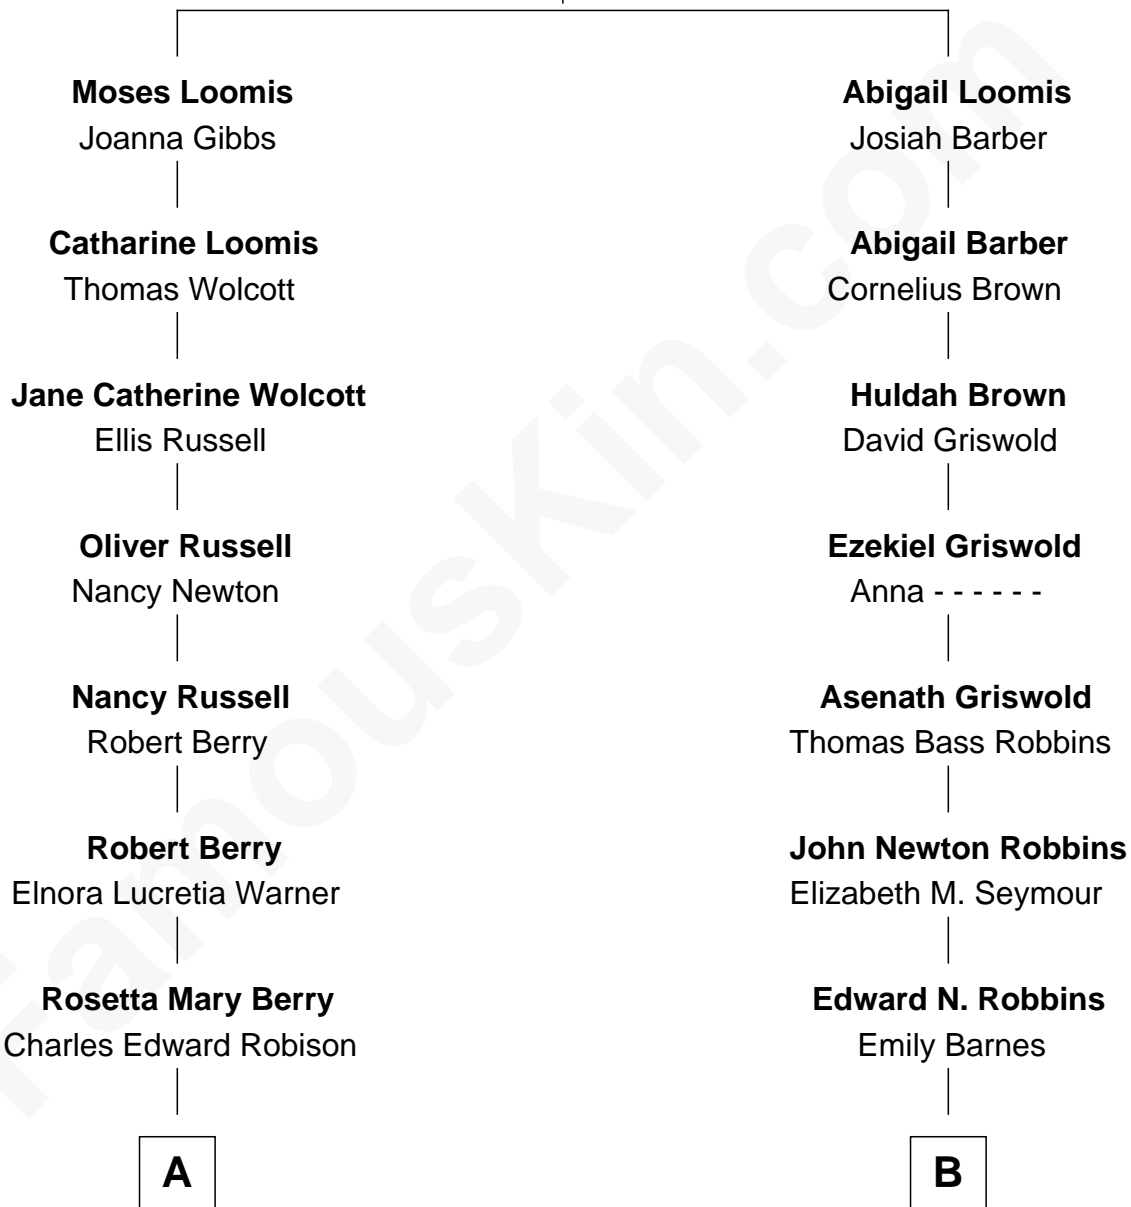 Moses Loomis
Joanna Gibbs
Catharine Loomis
Thomas Wolcott
Jane Catherine Wolcott
Ellis Russell
Oliver Russell
Nancy Newton
Nancy Russell
Robert Berry
Robert Berry
Elnora Lucretia Warner
Rosetta Mary Berry
Charles Edward Robison
A
Abigail Loomis
Josiah Barber
Abigail Barber
Cornelius Brown
Huldah Brown
David Griswold
Ezekiel Griswold
Anna - - - - - -
Asenath Griswold
Thomas Bass Robbins
John Newton Robbins
Elizabeth M. Seymour
Edward N. Robbins
Emily Barnes
B
FamousKin.com